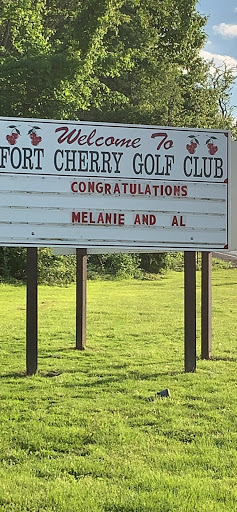 Welcome To
FORT CHERRY GOLF CLUB
CONGRATULATIONS
MELANIE AND AL